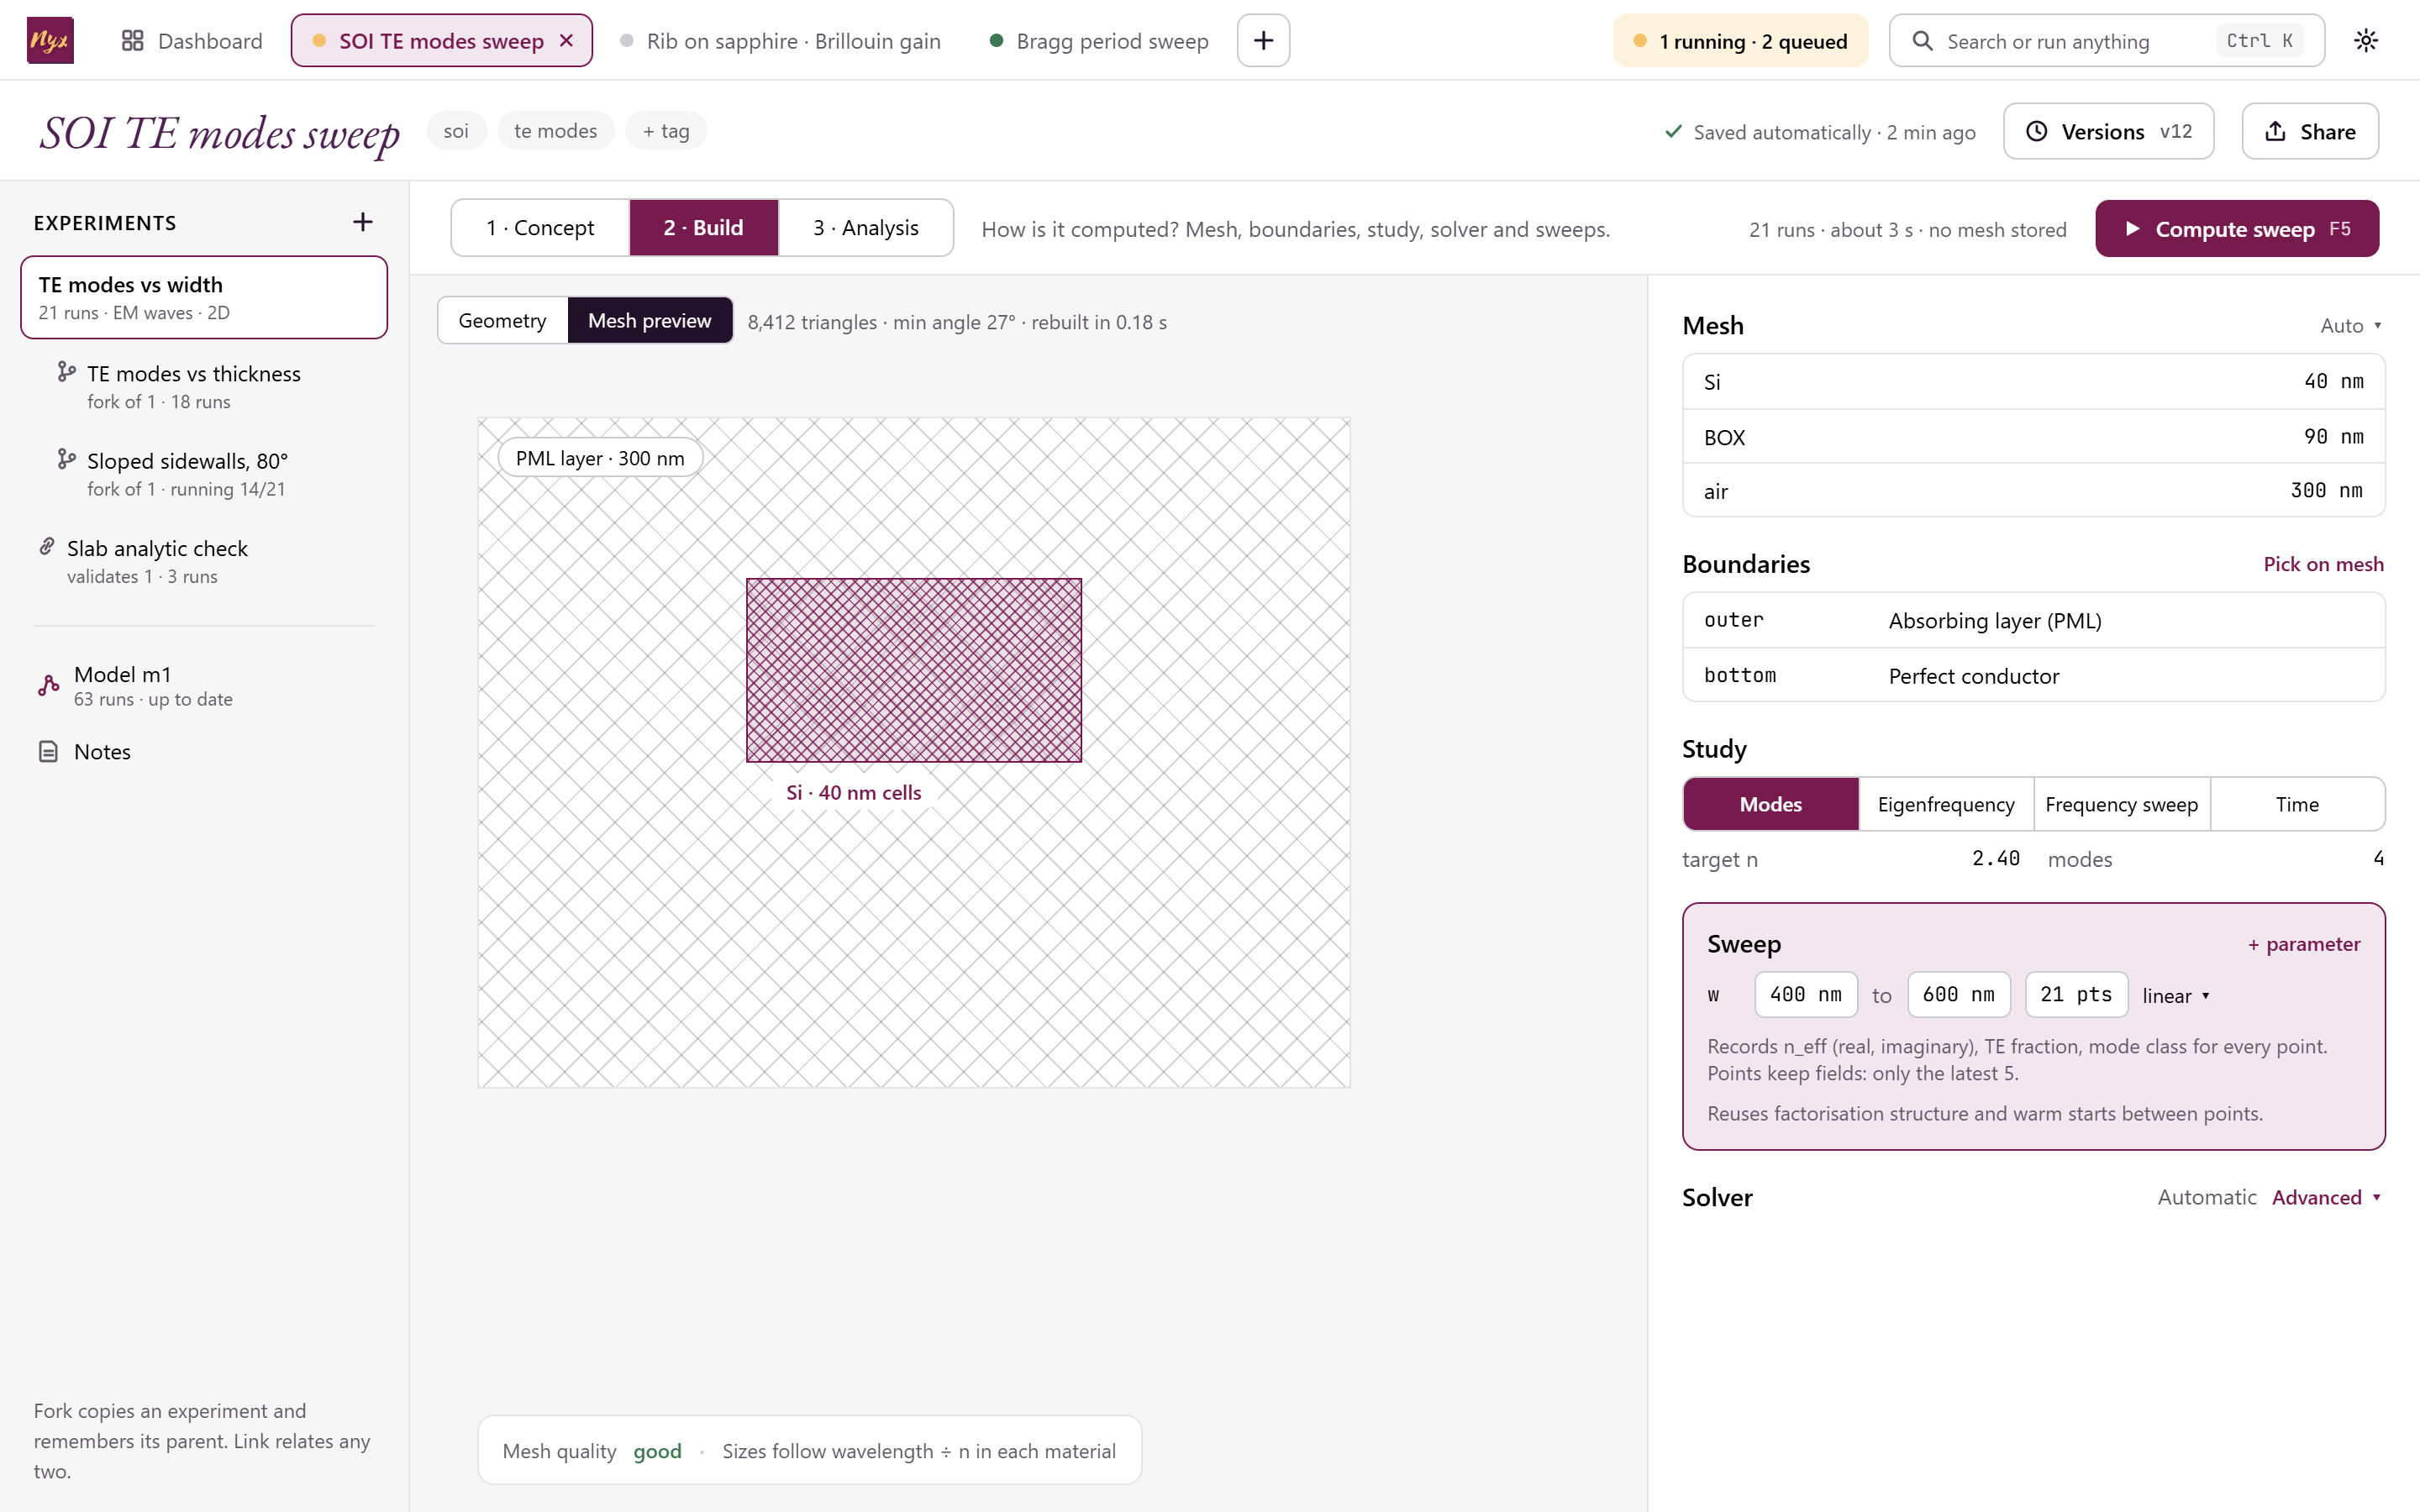 Nyx
Dashboard
SOI TE modes sweep
Rib on sapphire · Brillouin gain
Bragg period sweep
1 running · 2 queued
Search or run anything
Ctrl K
SOI TE modes sweep
soi
te modes
+ tag
Saved automatically · 2 min ago
Versions v12
Share
EXPERIMENTS
TE modes vs width
21 runs · EM waves · 2D
TE modes vs thickness
fork of 1 · 18 runs
Sloped sidewalls, 80°
fork of 1 · running 14/21
Slab analytic check
validates 1 · 3 runs
Model m1
63 runs · up to date
Notes
Fork copies an experiment and
remembers its parent. Link relates any
two.
1 · Concept
2 · Build
3 · Analysis
How is it computed? Mesh, boundaries, study, solver and sweeps.
21 runs · about 3 s · no mesh stored
Compute sweep F5
Geometry
Mesh preview
8,412 triangles · min angle 27° · rebuilt in 0.18 s
PML layer · 300 nm
Si · 40 nm cells
Mesh quality good · Sizes follow wavelength ÷ n in each material
Mesh
Auto
Si 40 nm
BOX 90 nm
air 300 nm
Boundaries
Pick on mesh
outer Absorbing layer (PML)
bottom Perfect conductor
Study
Modes
Eigenfrequency
Frequency sweep
Time
target n 2.40 modes 4
Sweep
+ parameter
w 400 nm to 600 nm 21 pts linear
Records n_eff (real, imaginary), TE fraction, mode class for every point.
Points keep fields: only the latest 5.
Reuses factorisation structure and warm starts between points.
Solver
Automatic Advanced